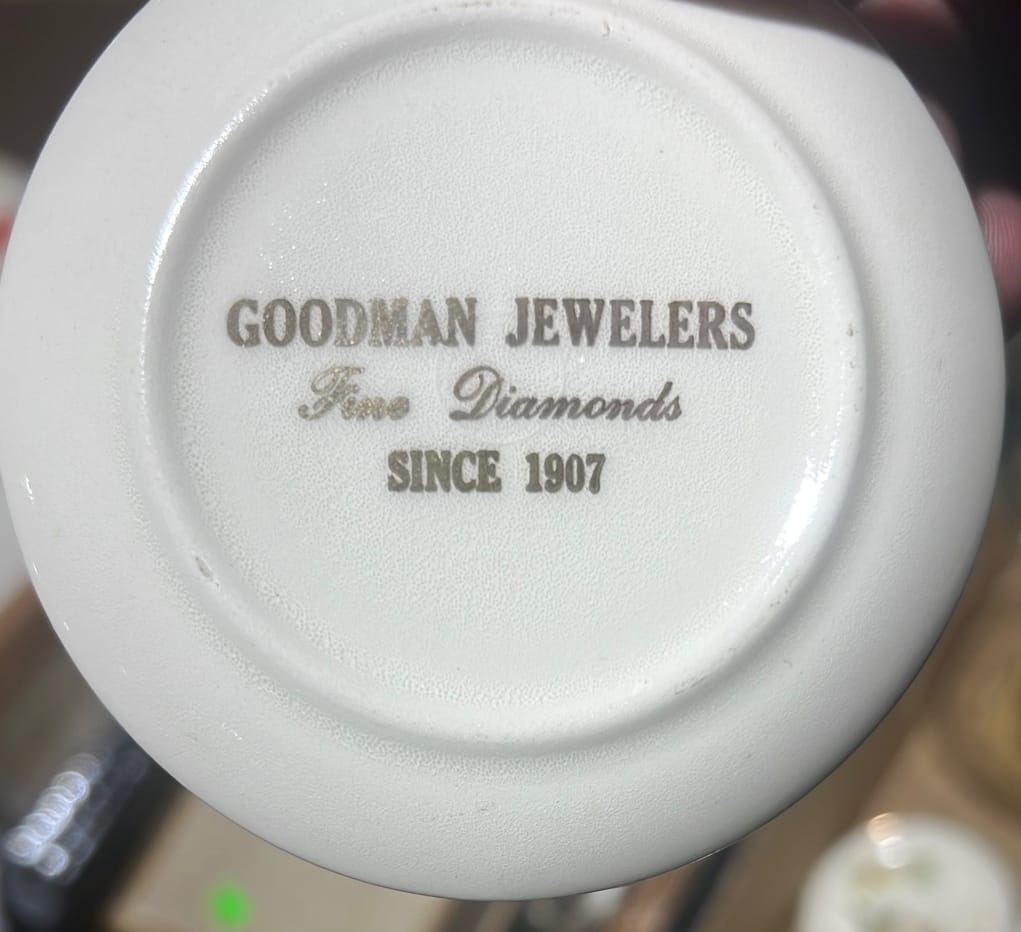 GOODMAN JEWELERS
Fine Diamonds
SINCE 1907